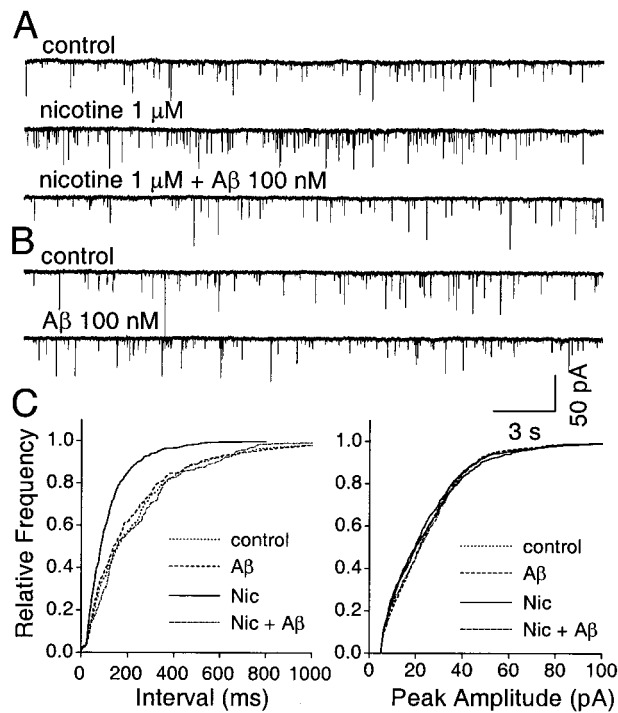 A
control
nicotine 1 μM
nicotine 1 μM + Aβ 100 nM
B
control
Aβ 100 nM
50 pA
3 s
C
Relative Frequency
1.0
0.8
0.6
0.4
0.2
0.0
control
Aβ
Nic
Nic + Aβ
0 200 400 600 800 1000
Interval (ms)
1.0
0.8
0.6
0.4
0.2
0.0
control
Aβ
Nic
Nic + Aβ
0 20 40 60 80 100
Peak Amplitude (pA)